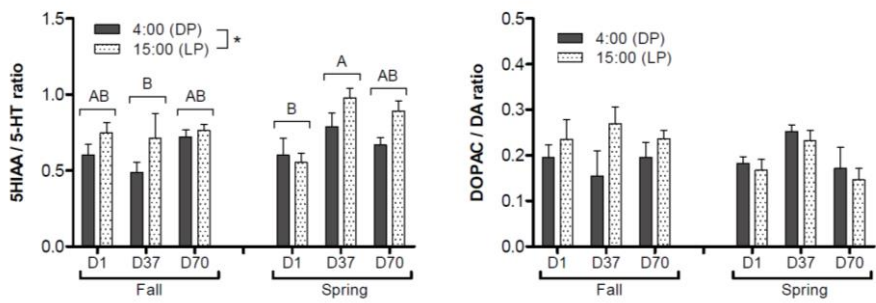 4:00 (DP)
15:00 (LP)
*
5HIAA / 5-HT ratio
1.5
1.0
0.5
0.0
AB
B
AB
B
A
AB
D1
D37
D70
D1
D37
D70
Fall
Spring
4:00 (DP)
15:00 (LP)
DOPAC / DA ratio
0.5
0.4
0.3
0.2
0.1
0.0
D1
D37
D70
D1
D37
D70
Fall
Spring